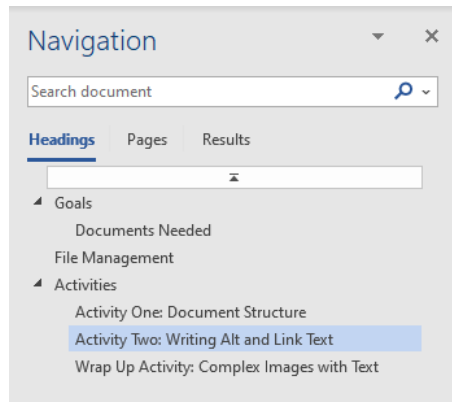 Navigation
Search document
Headings Pages Results
Goals
Documents Needed
File Management
Activities
Activity One: Document Structure
Activity Two: Writing Alt and Link Text
Wrap Up Activity: Complex Images with Text